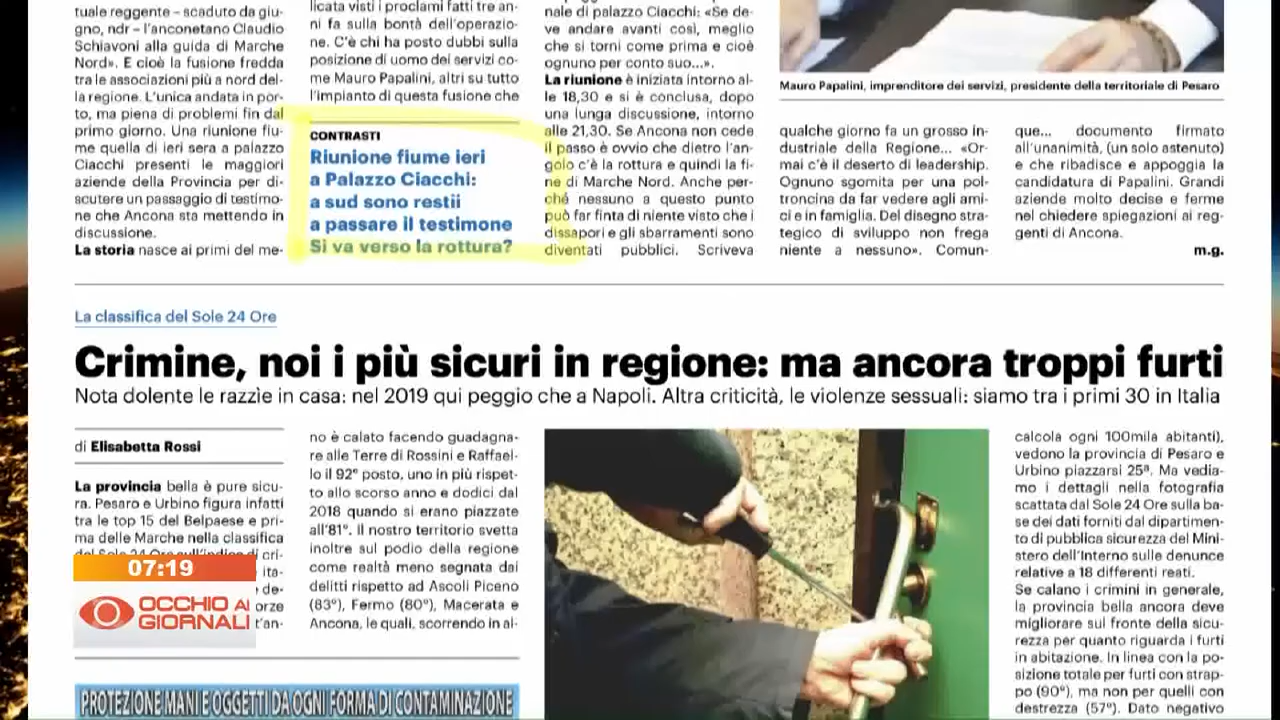 tuale reggente – scaduto da giu-
gno, ndr – l'anconetano Claudio
Schiavoni alla guida di Marche
Nord». E cioè la fusione fredda
tra le associazioni più a nord del-
la regione. L'unica andata in por-
to, ma piena di problemi fin dal
primo giorno. Una riunione fiu-
me quella di ieri sera a palazzo
Ciacchi presenti le maggiori
aziende della Provincia per di-
scutere un passaggio di testimo-
ne che Ancona sta mettendo in
discussione.
La storia nasce ai primi del me-
licata visti i proclami fatti tre an-
ni fa sulla bontà dell'operazio-
ne. C'è chi ha posto dubbi sulla
posizione di uomo dei servizi co-
me Mauro Papalini, altri su tutto
l'impianto di questa fusione che
CONTRASTI
Riunione fiume ieri
a Palazzo Ciacchi:
a sud sono restii
a passare il testimone
Si va verso la rottura?
nale di palazzo Ciacchi: «Se de-
ve andare avanti così, meglio
che si torni come prima e cioè
ognuno per conto suo...».
La riunione è iniziata intorno al-
le 18,30 e si è conclusa, dopo
una lunga discussione, intorno
alle 21,30. Se Ancona non cede
il passo è ovvio che dietro l'an-
golo c'è la rottura e quindi la fi-
ne di Marche Nord. Anche per-
ché nessuno a questo punto
può far finta di niente visto che i
dissapori e gli sbarramenti sono
diventati pubblici. Scriveva
Mauro Papalini, imprenditore dei servizi, presidente della territoriale di Pesaro
qualche giorno fa un grosso in-
dustriale della Regione... «Or-
mai c'è il deserto di leadership.
Ognuno sgomita per una pol-
troncina da far vedere agli ami-
ci e in famiglia. Del disegno stra-
tegico di sviluppo non frega
niente a nessuno». Comun-
que... documento firmato
all'unanimità, (un solo astenuto)
e che ribadisce e appoggia la
candidatura di Papalini. Grandi
aziende molto decise e ferme
nel chiedere spiegazioni ai reg-
genti di Ancona.
m.g.
La classifica del Sole 24 Ore
Crimine, noi i più sicuri in regione: ma ancora troppi furti
Nota dolente le razzìe in casa: nel 2019 qui peggio che a Napoli. Altra criticità, le violenze sessuali: siamo tra i primi 30 in Italia
di Elisabetta Rossi
La provincia bella è pure sicu-
ra. Pesaro e Urbino figura infatti
tra le top 15 del Belpaese e pri-
ma delle Marche nella classifica
del Sole 24 Ore sull'indice di cri-
ita-
de-
orze
t'an-
no è calato facendo guadagna-
re alle Terre di Rossini e Raffael-
lo il 92° posto, uno in più rispet-
to allo scorso anno e dodici dal
2018 quando si erano piazzate
all'81°. Il nostro territorio svetta
inoltre sul podio della regione
come realtà meno segnata dai
delitti rispetto ad Ascoli Piceno
(83°), Fermo (80°), Macerata e
Ancona, le quali, scorrendo in al-
calcola ogni 100mila abitanti),
vedono la provincia di Pesaro e
Urbino piazzarsi 25ª. Ma vedia-
mo i dettagli nella fotografia
scattata dal Sole 24 Ore sulla ba-
se dei dati forniti dal dipartimen-
to di pubblica sicurezza del Mini-
stero dell'Interno sulle denunce
relative a 18 differenti reati.
Se calano i crimini in generale,
la provincia bella ancora deve
migliorare sul fronte della sicu-
rezza per quanto riguarda i furti
in abitazione. In linea con la po-
sizione totale per furti con strap-
po (90°), ma non per quelli con
destrezza (57°). Dato negativo
07:19
OCCHIO AI
GIORNALI
PROTEZIONE MANI E OGGETTI DA OGNI FORMA DI CONTAMINAZIONE